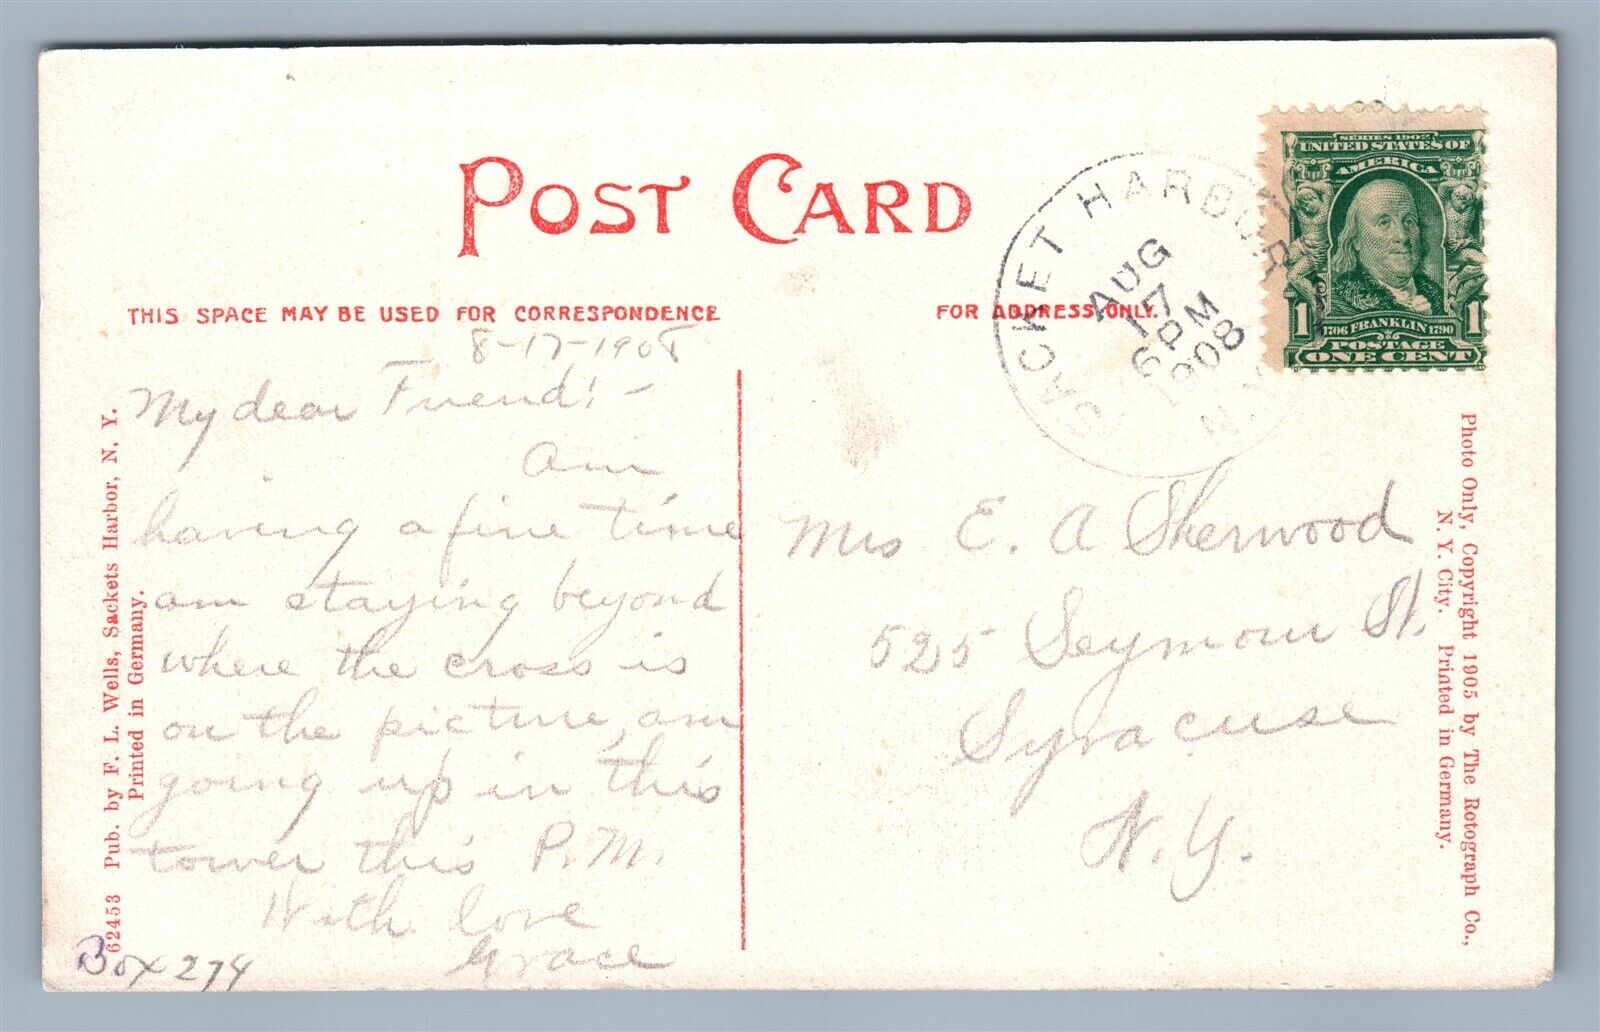 POST CARD
THIS SPACE MAY BE USED FOR CORRESPONDENCE
FOR ADDRESS ONLY.
SACKET HARBOR
AUG
17
6 PM
1908
N.Y.
SERIES 1902
UNITED STATES OF
AMERICA
1 1
1706 FRANKLIN 1790
POSTAGE
ONE CENT
8-17-1908
My dear Friend:-
Am
having a fine time
am staying beyond
where the cross is
on the picture, am
going up in this
tower this P.M.
With love
Grace
Box 274
Mrs E. A Sherwood
525 Seymour St.
Syracuse
N.Y.
62453 Pub. by F. L. Wells, Sackets Harbor, N. Y.
Printed in Germany.
Photo Only, Copyright 1905 by The Rotograph Co.,
N. Y. City. Printed in Germany.